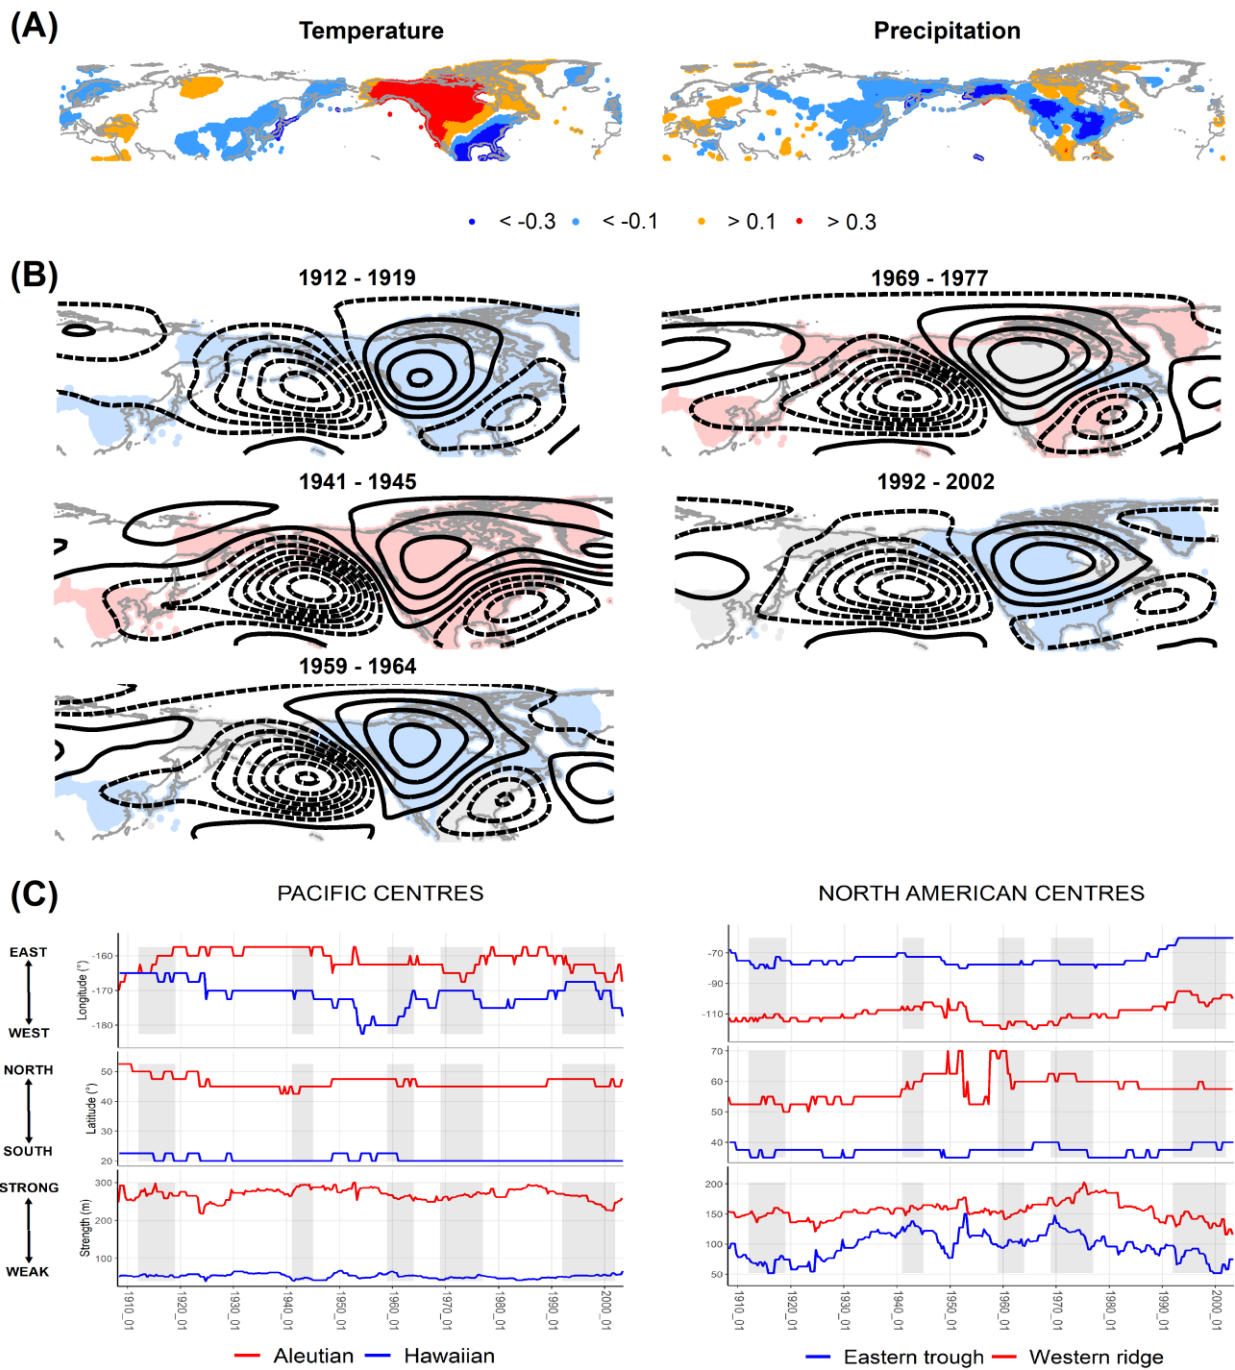 (A)
Temperature
Precipitation
< -0.3 < -0.1 > 0.1 > 0.3
(B)
1912 - 1919
1969 - 1977
1941 - 1945
1992 - 2002
1959 - 1964
(C)
PACIFIC CENTRES
NORTH AMERICAN CENTRES
EAST
WEST
Longitude (°)
-160
-170
-180
-70
-90
-110
NORTH
SOUTH
Latitude (°)
50
40
30
20
70
60
50
40
STRONG
WEAK
Strength (m)
300
200
100
200
150
100
50
1910_01 1920_01 1930_01 1940_01 1950_01 1960_01 1970_01 1980_01 1990_01 2000_01
1910_01 1920_01 1930_01 1940_01 1950_01 1960_01 1970_01 1980_01 1990_01 2000_01
Aleutian Hawaiian
Eastern trough Western ridge